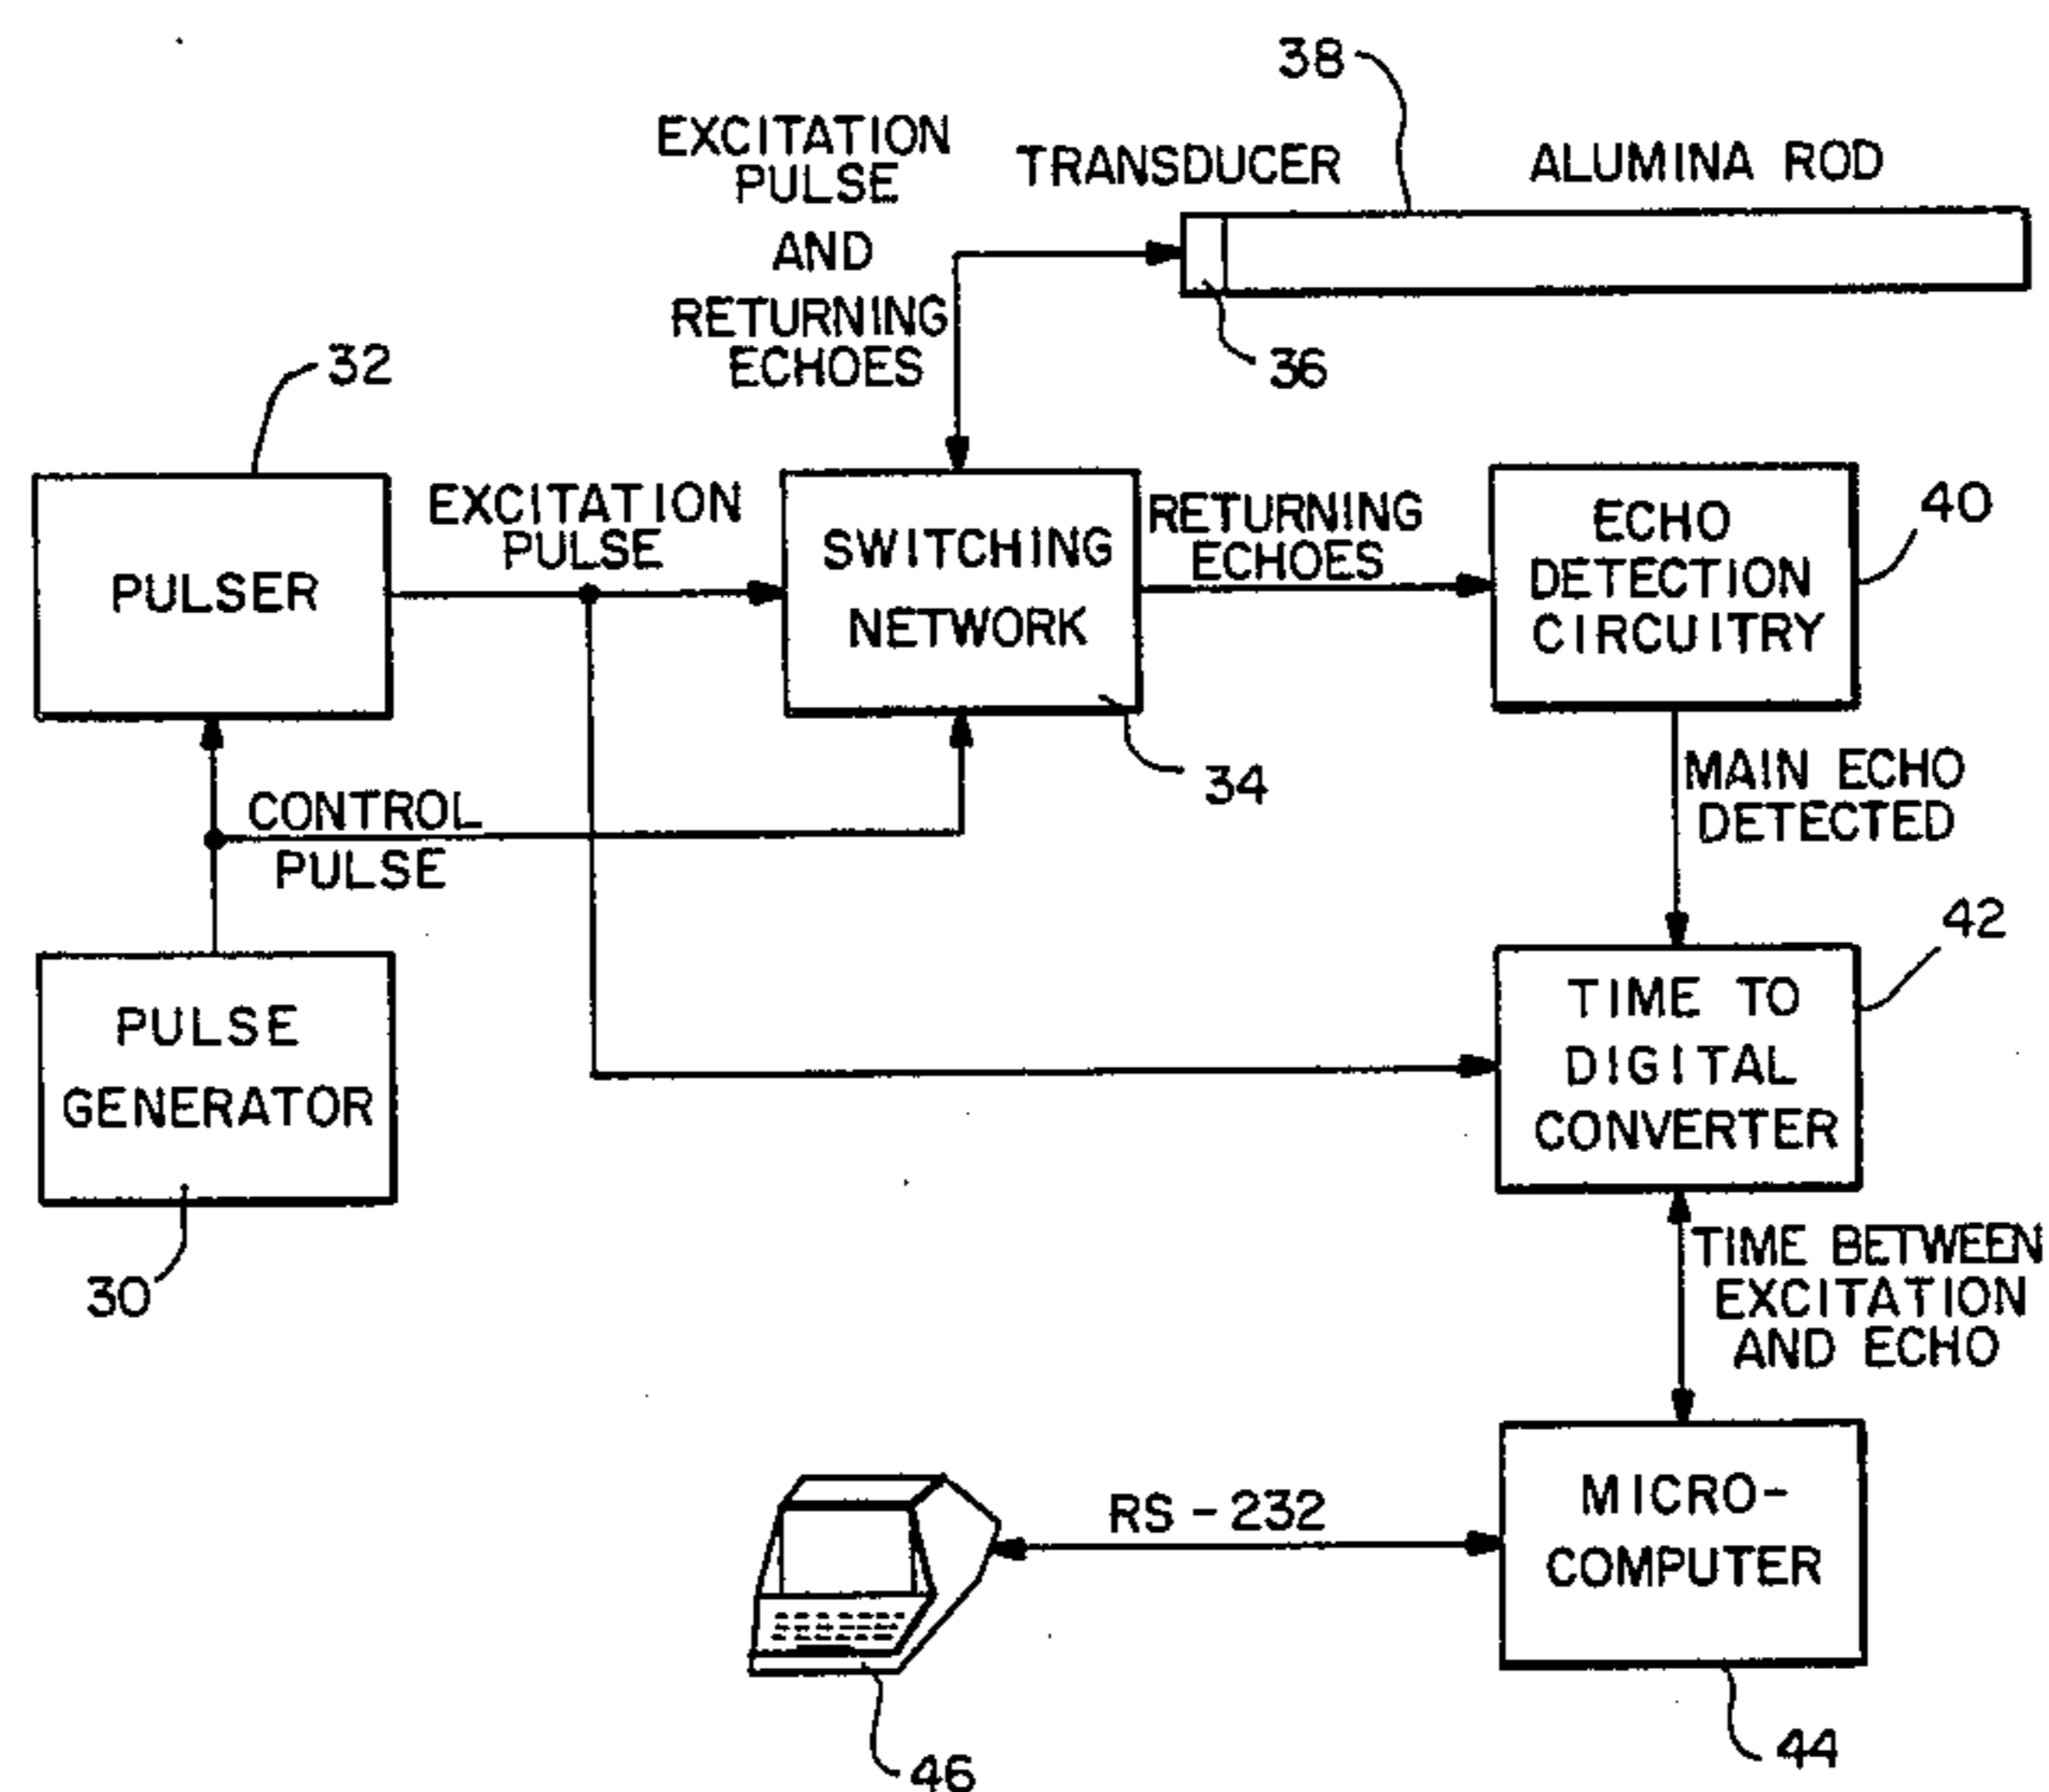 38
EXCITATION
PULSE
AND
RETURNING
ECHOES
TRANSDUCER
ALUMINA ROD
36
32
PULSER
EXCITATION
PULSE
SWITCHING
NETWORK
34
RETURNING
ECHOES
ECHO
DETECTION
CIRCUITRY
40
CONTROL
PULSE
MAIN ECHO
DETECTED
PULSE
GENERATOR
30
TIME TO
DIGITAL
CONVERTER
42
TIME BETWEEN
EXCITATION
AND ECHO
RS-232
MICRO-
COMPUTER
44
46